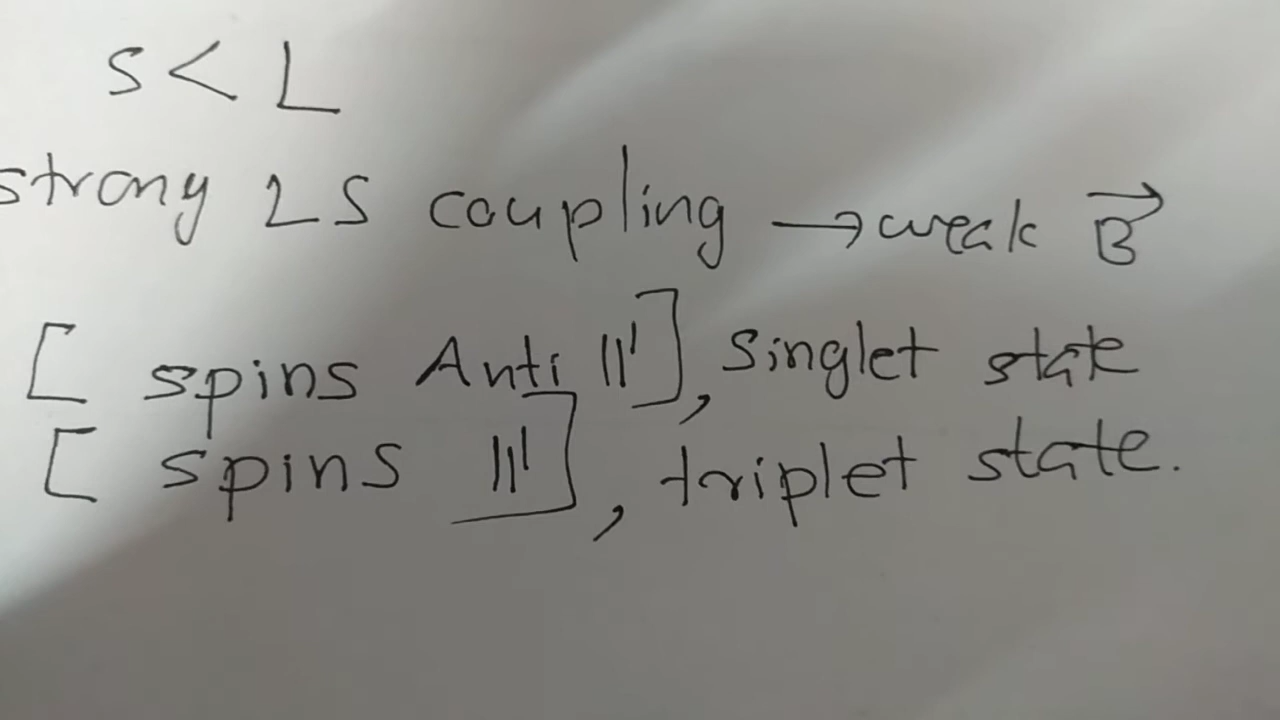 S < L
strong LS coupling → weak B⃗
[ spins Anti ||ˡ], singlet state
[ spins ||ˡ], triplet state.